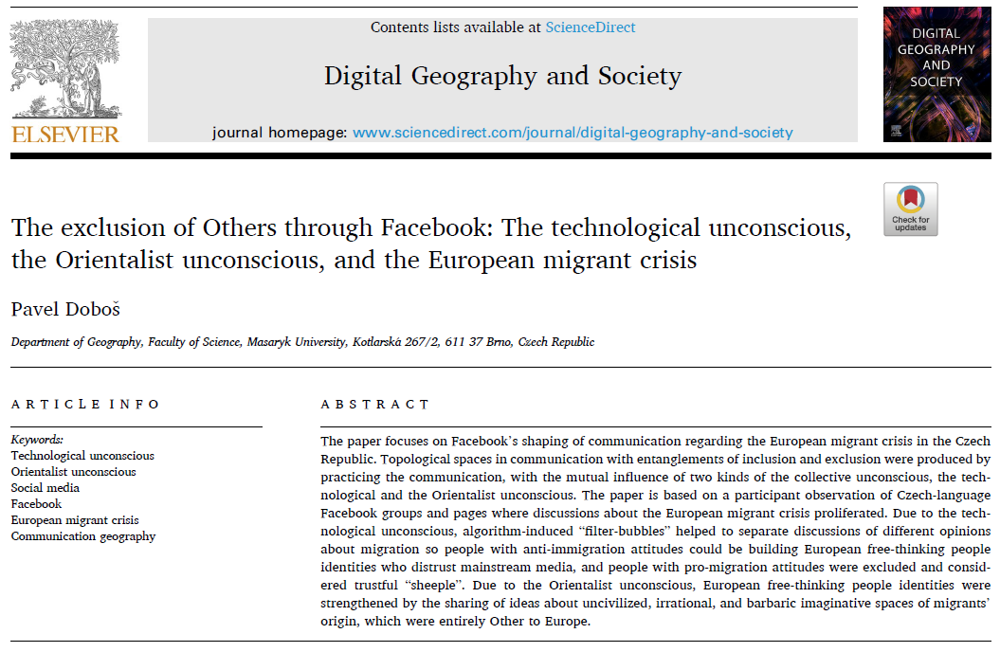 Contents lists available at ScienceDirect
Digital Geography and Society
journal homepage: www.sciencedirect.com/journal/digital-geography-and-society
ELSEVIER
DIGITAL
GEOGRAPHY
AND
SOCIETY
Check for
updates
The exclusion of Others through Facebook: The technological unconscious,
the Orientalist unconscious, and the European migrant crisis
Pavel Doboš
Department of Geography, Faculty of Science, Masaryk University, Kotlarská 267/2, 611 37 Brno, Czech Republic
ARTICLE INFO
Keywords:
Technological unconscious
Orientalist unconscious
Social media
Facebook
European migrant crisis
Communication geography
ABSTRACT
The paper focuses on Facebook's shaping of communication regarding the European migrant crisis in the Czech
Republic. Topological spaces in communication with entanglements of inclusion and exclusion were produced by
practicing the communication, with the mutual influence of two kinds of the collective unconscious, the tech-
nological and the Orientalist unconscious. The paper is based on a participant observation of Czech-language
Facebook groups and pages where discussions about the European migrant crisis proliferated. Due to the tech-
nological unconscious, algorithm-induced "filter-bubbles" helped to separate discussions of different opinions
about migration so people with anti-immigration attitudes could be building European free-thinking people
identities who distrust mainstream media, and people with pro-migration attitudes were excluded and consid-
ered trustful "sheeple". Due to the Orientalist unconscious, European free-thinking people identities were
strengthened by the sharing of ideas about uncivilized, irrational, and barbaric imaginative spaces of migrants'
origin, which were entirely Other to Europe.